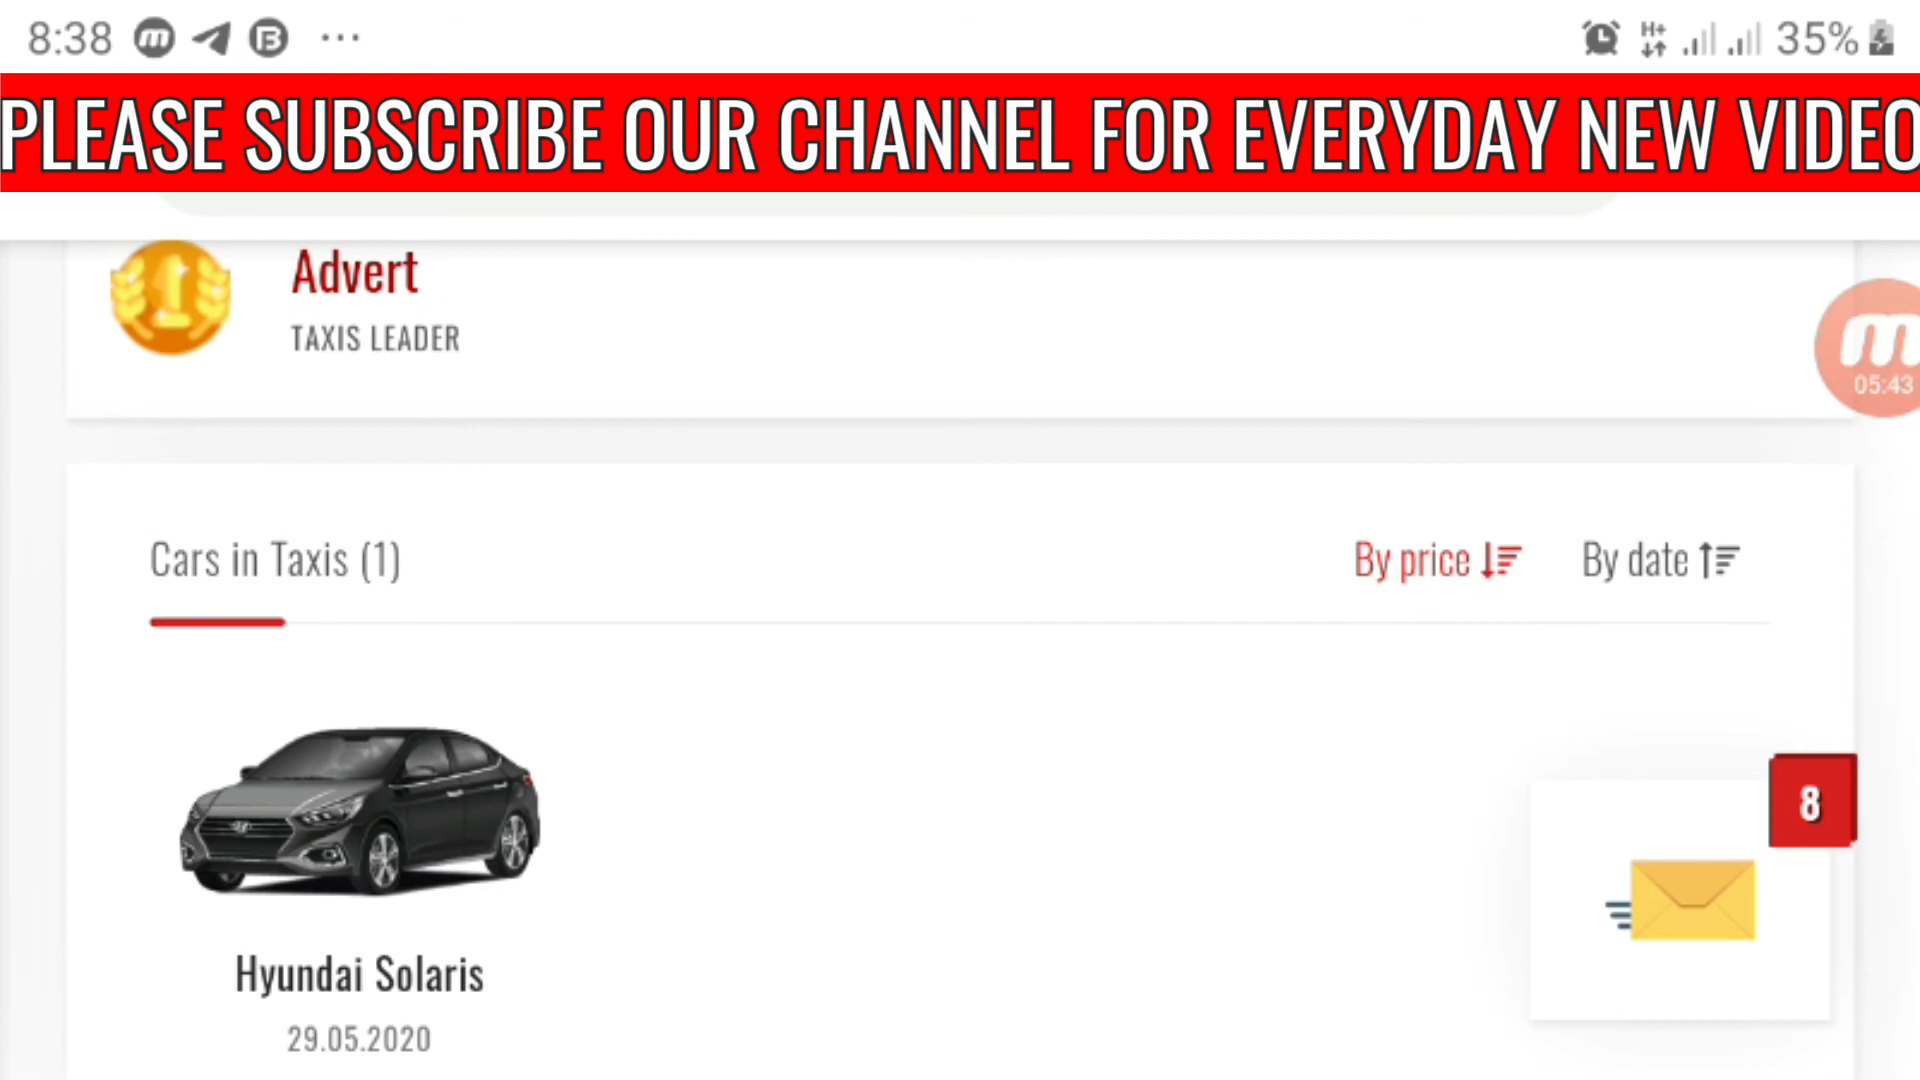 8:38 m B ... H+ 35%
PLEASE SUBSCRIBE OUR CHANNEL FOR EVERYDAY NEW VIDEO
1
Advert
TAXIS LEADER
m
05:43
Cars in Taxis (1) By price By date
8
Hyundai Solaris
29.05.2020